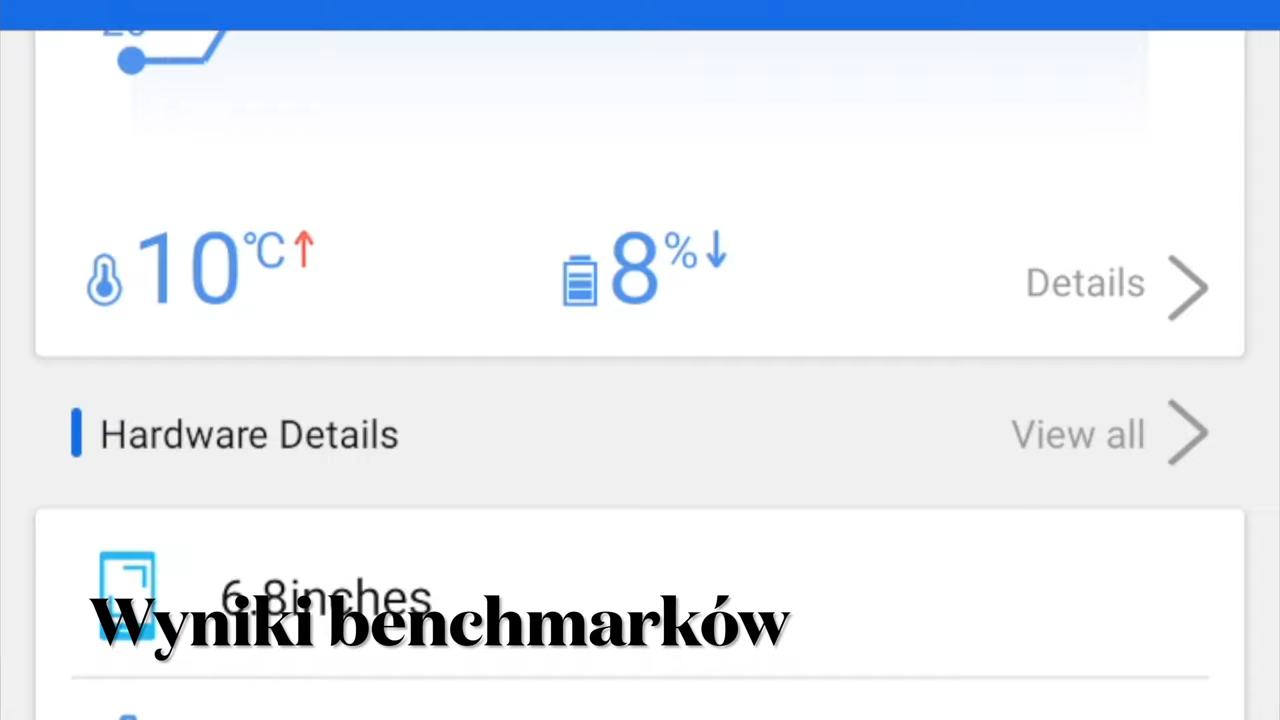 10℃↑ 8%↓ Details
Hardware Details View all
6.8inches
Wyniki benchmarków